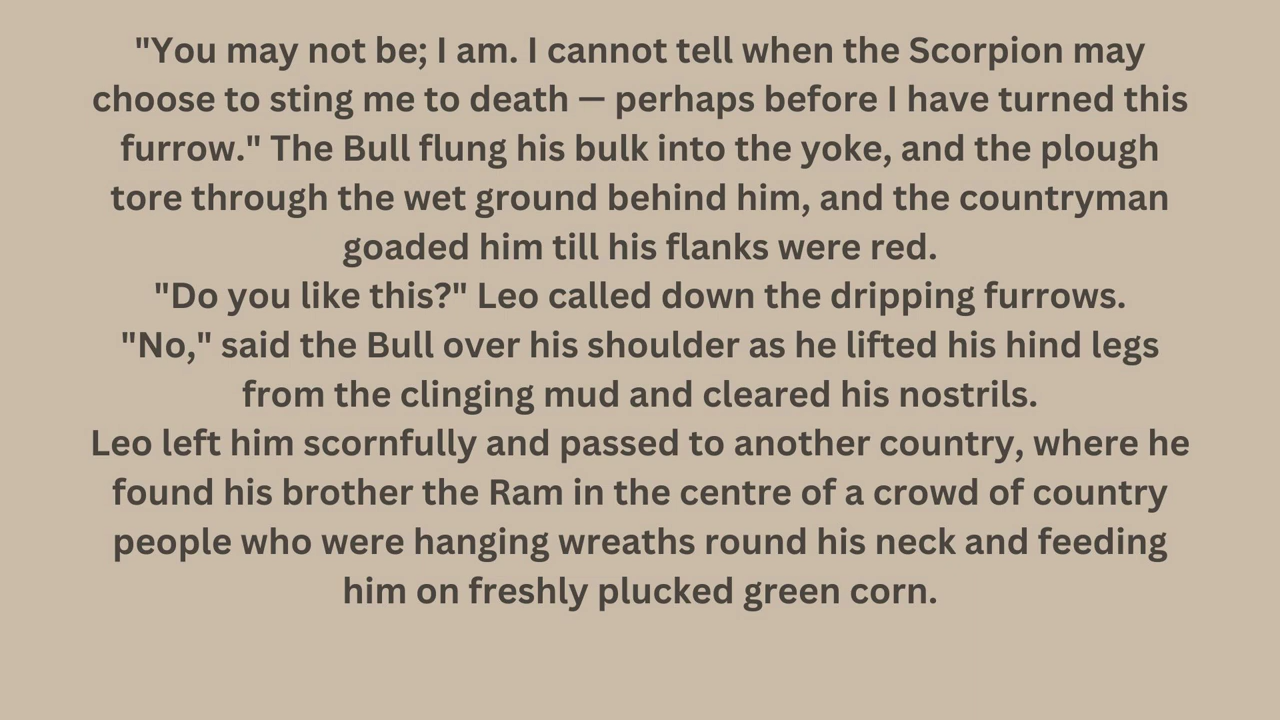 "You may not be; I am. I cannot tell when the Scorpion may
choose to sting me to death — perhaps before I have turned this
furrow." The Bull flung his bulk into the yoke, and the plough
tore through the wet ground behind him, and the countryman
goaded him till his flanks were red.
"Do you like this?" Leo called down the dripping furrows.
"No," said the Bull over his shoulder as he lifted his hind legs
from the clinging mud and cleared his nostrils.
Leo left him scornfully and passed to another country, where he
found his brother the Ram in the centre of a crowd of country
people who were hanging wreaths round his neck and feeding
him on freshly plucked green corn.